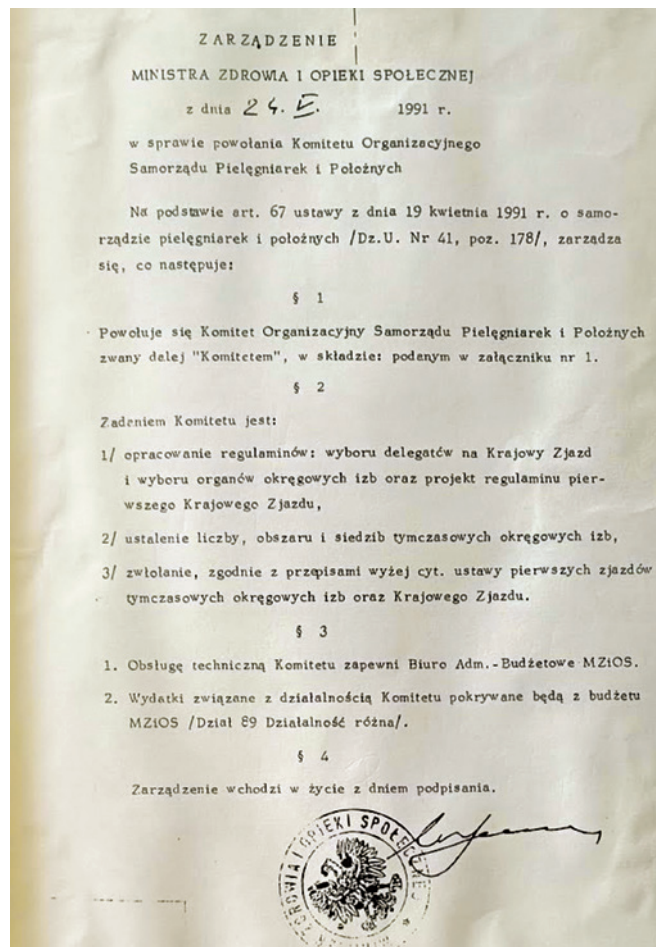 ZARZĄDZENIE
MINISTRA ZDROWIA I OPIEKI SPOŁECZNEJ
z dnia 24. V. 1991 r.
w sprawie powołania Komitetu Organizacyjnego
Samorządu Pielęgniarek i Położnych
Na podstawie art. 67 ustawy z dnia 19 kwietnia 1991 r. o samo-
rządzie pielęgniarek i położnych /Dz.U. Nr 41, poz. 178/, zarządza
się, co następuje:
§ 1
Powołuje się Komitet Organizacyjny Samorządu Pielęgniarek i Położnych
zwany dalej "Komitetem", w składzie: podanym w załączniku nr 1.
§ 2
Zadaniem Komitetu jest:
1/ opracowanie regulaminów: wyboru delegatów na Krajowy Zjazd
i wyboru organów okręgowych izb oraz projekt regulaminu pier-
wszego Krajowego Zjazdu,
2/ ustalenie liczby, obszaru i siedzib tymczasowych okręgowych izb,
3/ zwołanie, zgodnie z przepisami wyżej cyt. ustawy pierwszych zjazdów
tymczasowych okręgowych izb oraz Krajowego Zjazdu.
§ 3
1. Obsługę techniczną Komitetu zapewni Biuro Adm.-Budżetowe MZiOS.
2. Wydatki związane z działalnością Komitetu pokrywane będą z budżetu
MZiOS /Dział 89 Działalność różna/.
§ 4
Zarządzenie wchodzi w życie z dniem podpisania.
ZDROWIA I OPIEKI SPOŁECZNEJ